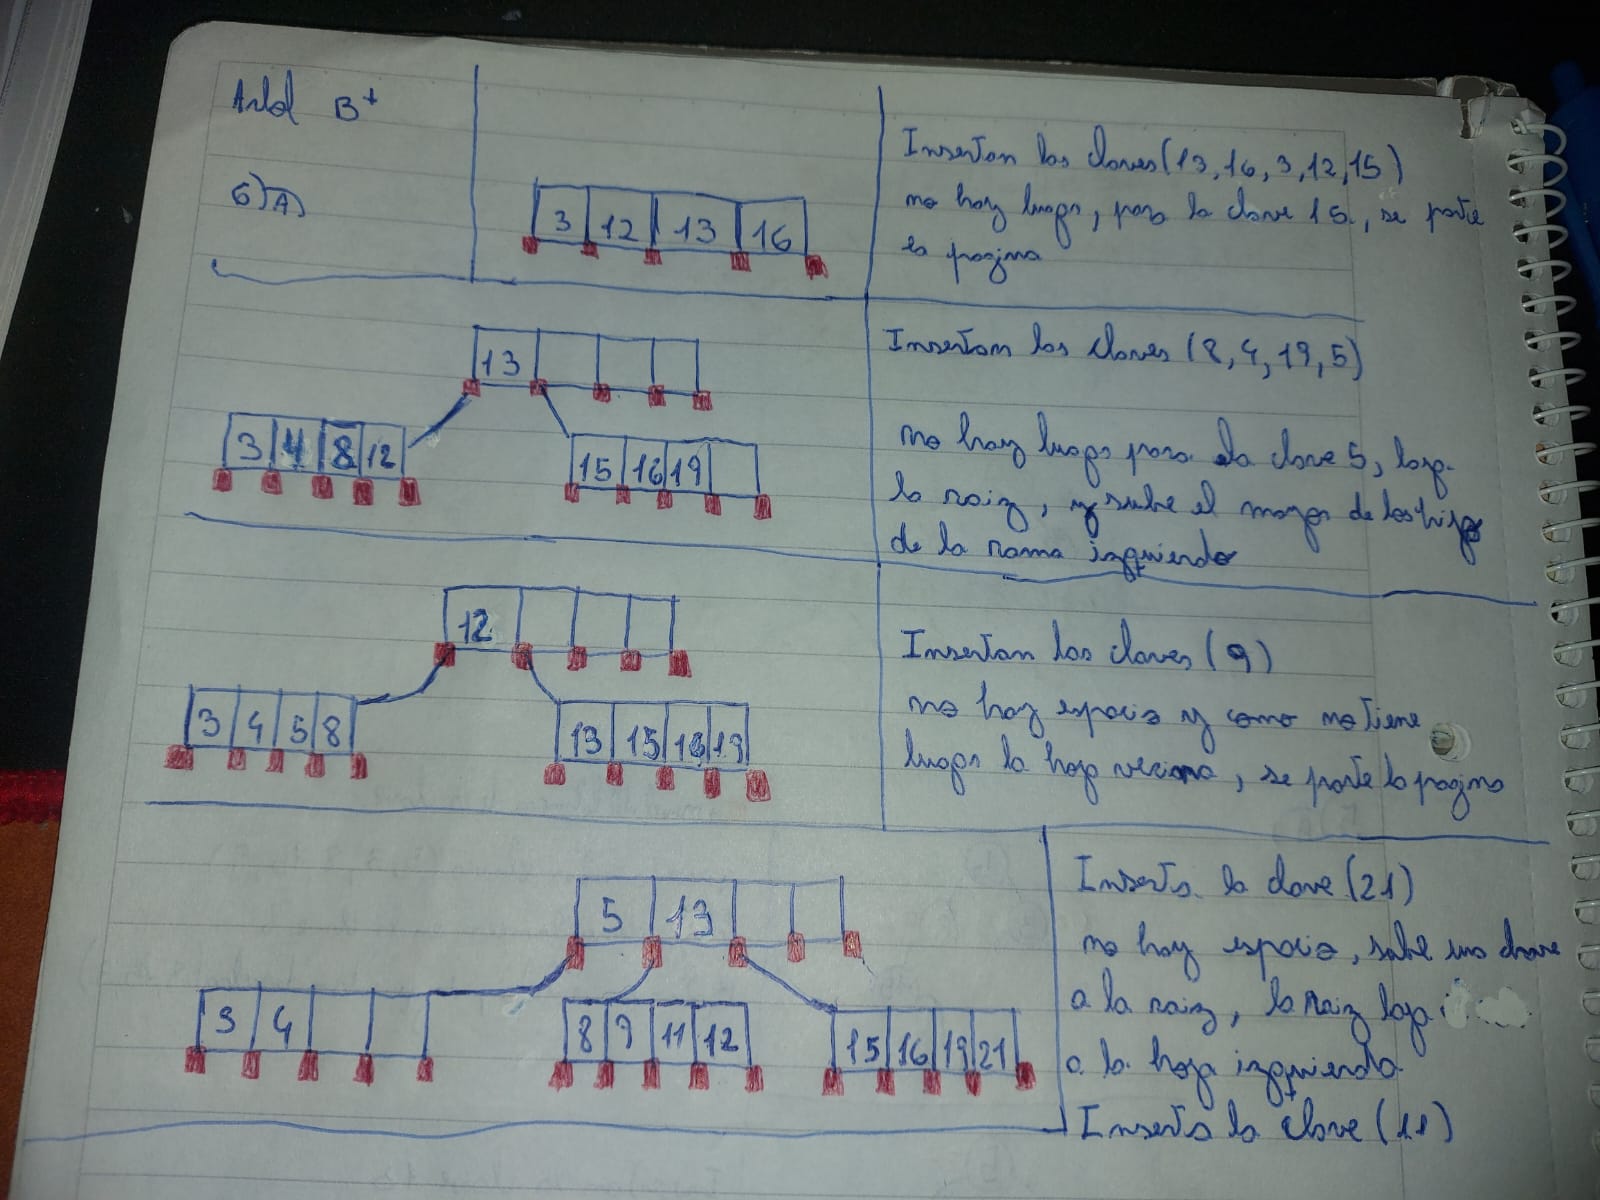 Arbol B+
6)A)
3 12 13 16
Insertan las claves (13, 16, 3, 12, 15)
no hay lugar, para la clave 15, se parte
la pagina
13
3 4 8 12
15 16 19
Insertan las claves (8, 4, 19, 5)
no hay lugar para la clave 5, baja
la raiz, y sube el mayor de los hijos
de la rama izquierda
12
3 4 5 8
13 15 16 19
Insertan las claves (9)
no hay espacio y como no tiene
lugar la hoja vecina, se parte la pagina
5 13
3 4
8 9 11 12
15 16 19 21
Inserta la clave (21)
no hay espacio, sube una clave
a la raiz, la raiz baja
a la hoja izquierda
Inserta la clave (11)